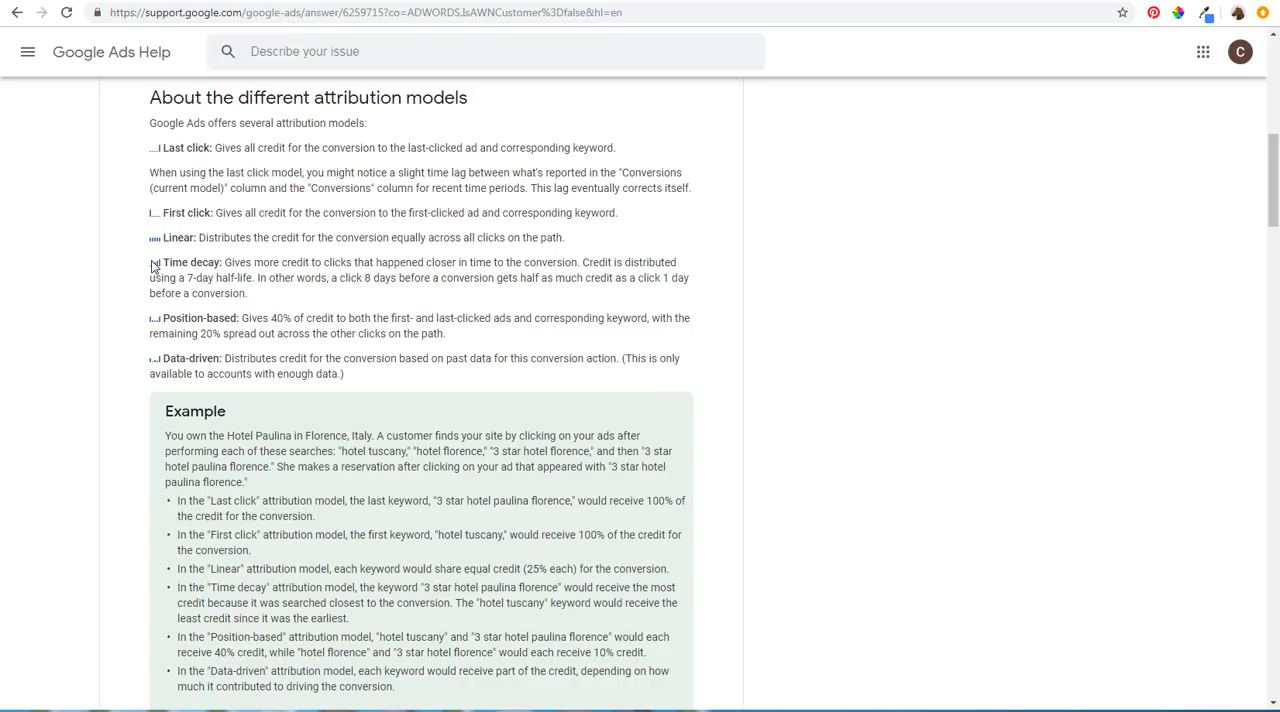 https://support.google.com/google-ads/answer/6259715?co=ADWORDS.IsAWNCustomer%3Dfalse&hl=en
Google Ads Help
Describe your issue
C
About the different attribution models
Google Ads offers several attribution models:
Last click: Gives all credit for the conversion to the last-clicked ad and corresponding keyword.
When using the last click model, you might notice a slight time lag between what's reported in the "Conversions
(current model)" column and the "Conversions" column for recent time periods. This lag eventually corrects itself.
First click: Gives all credit for the conversion to the first-clicked ad and corresponding keyword.
Linear: Distributes the credit for the conversion equally across all clicks on the path.
Time decay: Gives more credit to clicks that happened closer in time to the conversion. Credit is distributed
using a 7-day half-life. In other words, a click 8 days before a conversion gets half as much credit as a click 1 day
before a conversion.
Position-based: Gives 40% of credit to both the first- and last-clicked ads and corresponding keyword, with the
remaining 20% spread out across the other clicks on the path.
Data-driven: Distributes credit for the conversion based on past data for this conversion action. (This is only
available to accounts with enough data.)
Example
You own the Hotel Paulina in Florence, Italy. A customer finds your site by clicking on your ads after
performing each of these searches: "hotel tuscany," "hotel florence," "3 star hotel florence," and then "3 star
hotel paulina florence." She makes a reservation after clicking on your ad that appeared with "3 star hotel
paulina florence."
• In the "Last click" attribution model, the last keyword, "3 star hotel paulina florence," would receive 100% of
the credit for the conversion.
• In the "First click" attribution model, the first keyword, "hotel tuscany," would receive 100% of the credit for
the conversion.
• In the "Linear" attribution model, each keyword would share equal credit (25% each) for the conversion.
• In the "Time decay" attribution model, the keyword "3 star hotel paulina florence" would receive the most
credit because it was searched closest to the conversion. The "hotel tuscany" keyword would receive the
least credit since it was the earliest.
• In the "Position-based" attribution model, "hotel tuscany" and "3 star hotel paulina florence" would each
receive 40% credit, while "hotel florence" and "3 star hotel florence" would each receive 10% credit.
• In the "Data-driven" attribution model, each keyword would receive part of the credit, depending on how
much it contributed to driving the conversion.